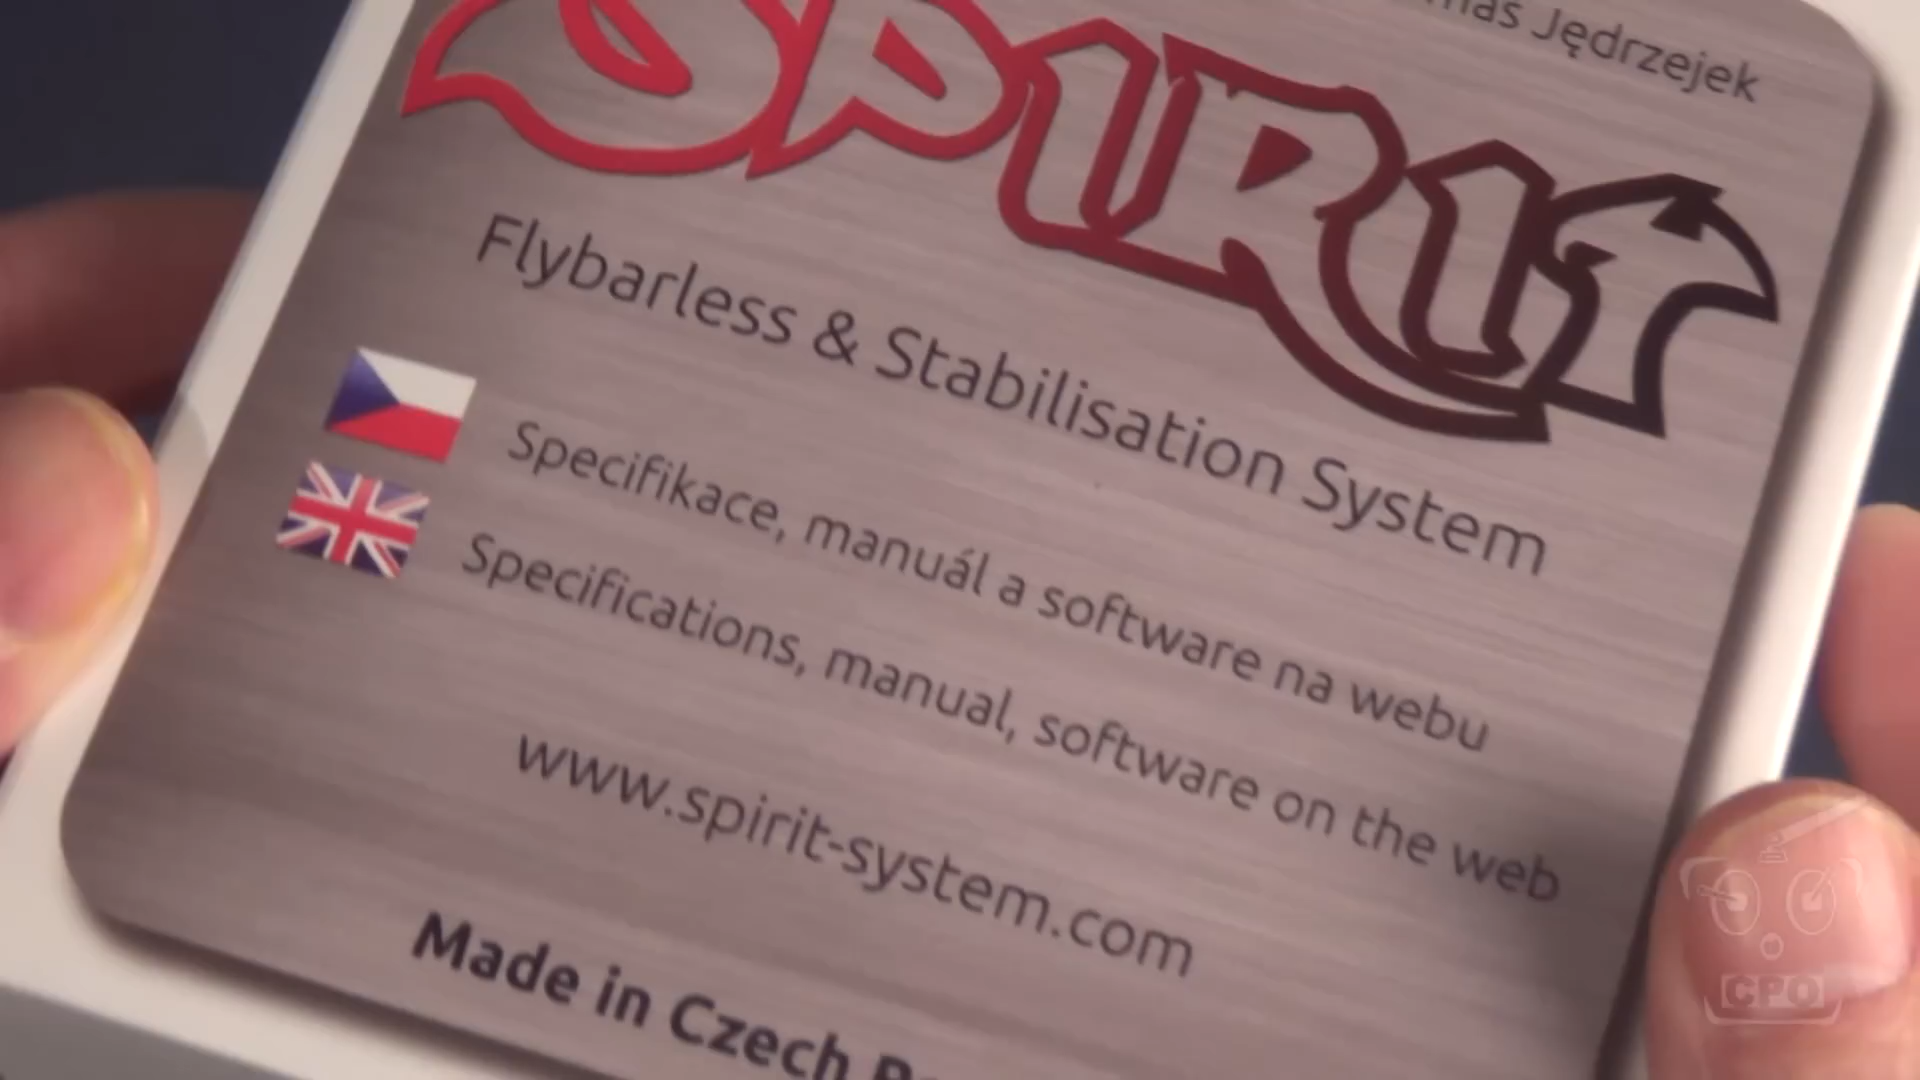 Jędrzejek
SPIRIT
Flybarless & Stabilisation System
Specifikace, manuál a software na webu
Specifications, manual, software on the web
www.spirit-system.com
Made in Czech
CPO